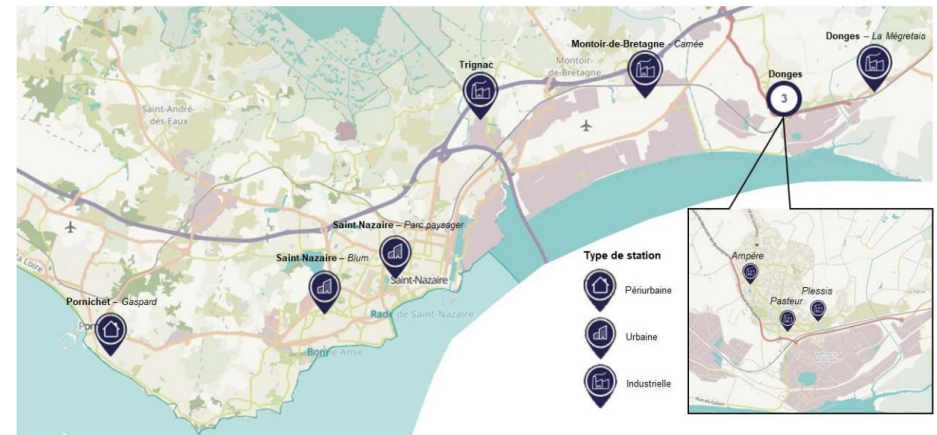 Montoir-de-Bretagne - Camée
Donges – La Mégretais
Trignac
Montoir-
de-Bretagne
Donges
3
Saint-André-
des-Eaux
Saint-Nazaire – Parc paysager
Saint-Nazaire – Blum
Saint-Nazaire
Pornichet – Gaspard
Rade de Saint-Nazaire
Bonne Anse
Type de station
Périurbaine
Urbaine
Industrielle
Ampère
Plessis
Pasteur